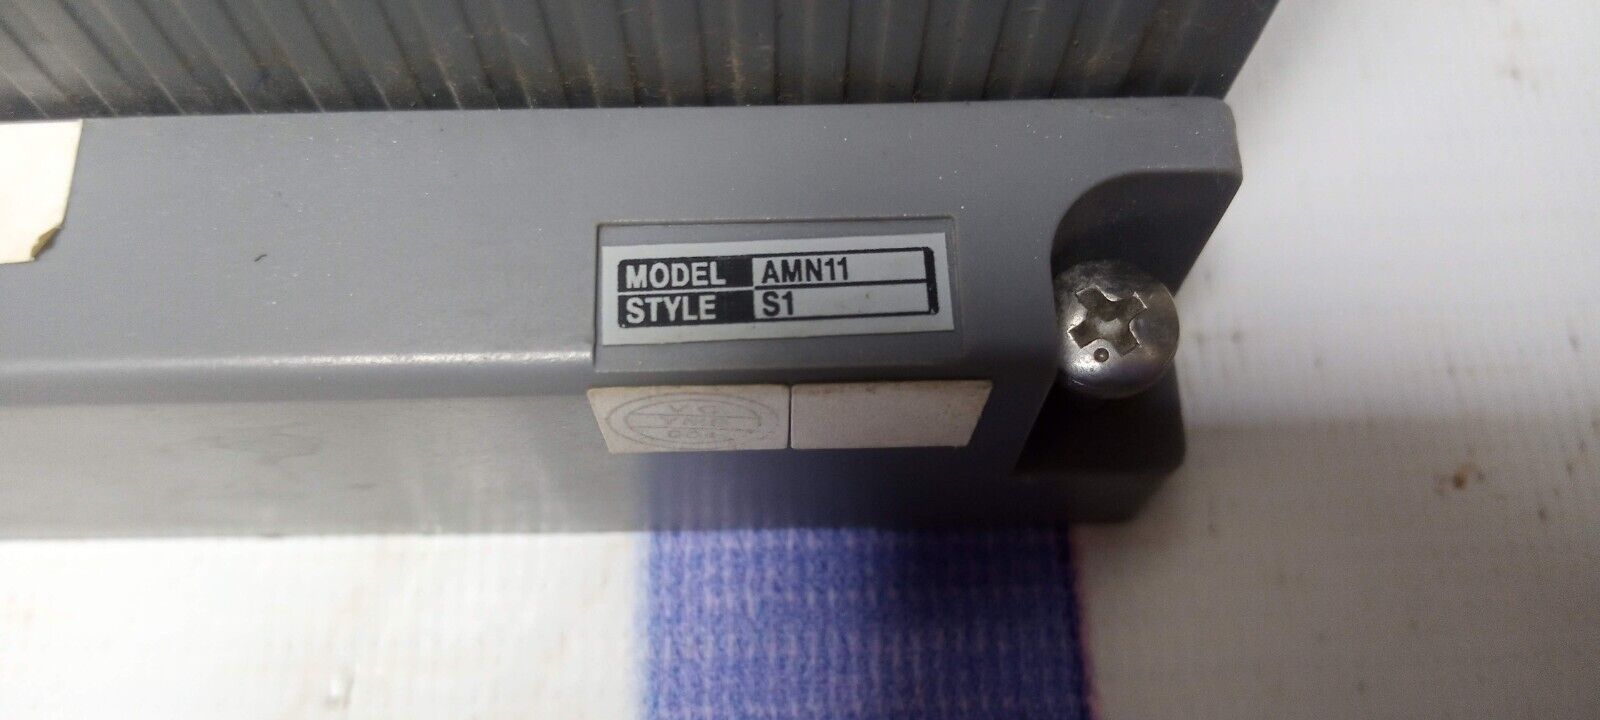 MODEL AMN11
STYLE S1